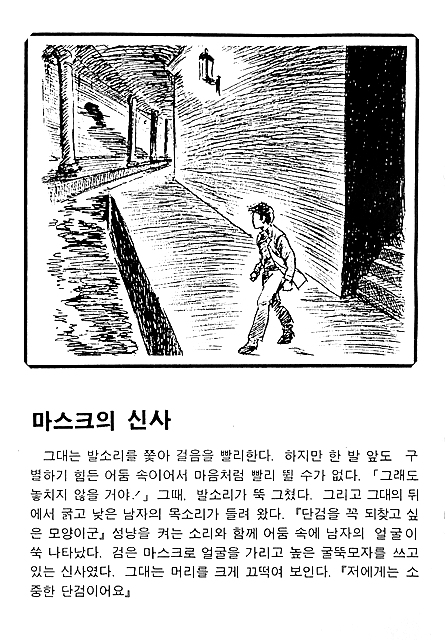 마스크의 신사
그대는 발소리를 쫓아 걸음을 빨리한다. 하지만 한 발 앞도 구
별하기 힘든 어둠 속이어서 마음처럼 빨리 뛸 수가 없다. 「그래도
놓치지 않을 거야!」 그때, 발소리가 뚝 그쳤다. 그리고 그대의 뒤
에서 굵고 낮은 남자의 목소리가 들려 왔다. 『단검을 꼭 되찾고 싶
은 모양이군』 성냥을 켜는 소리와 함께 어둠 속에 남자의 얼굴이
쑥 나타났다. 검은 마스크로 얼굴을 가리고 높은 굴뚝모자를 쓰고
있는 신사였다. 그대는 머리를 크게 끄떡여 보인다. 『저에게는 소
중한 단검이어요』